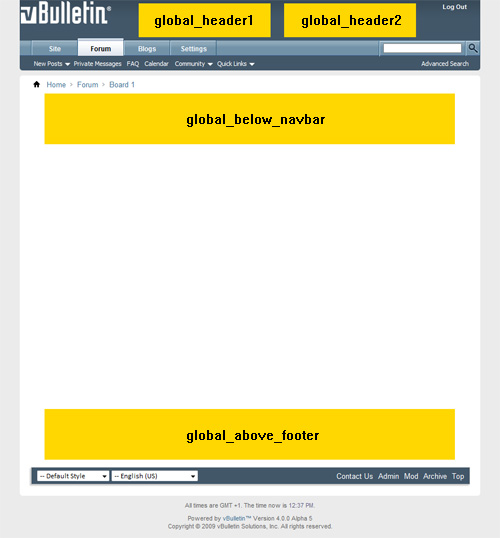 vBulletin®
global_header1
global_header2
Log Out
Site
Forum
Blogs
Settings
New Posts
Private Messages
FAQ
Calendar
Community
Quick Links
Advanced Search
Home
Forum
Board 1
global_below_navbar
global_above_footer
-- Default Style
-- English (US)
Contact Us
Admin
Mod
Archive
Top
All times are GMT +1. The time now is 12:37 PM.
Powered by vBulletin™ Version 4.0.0 Alpha 5
Copyright © 2009 vBulletin Solutions, Inc. All rights reserved.